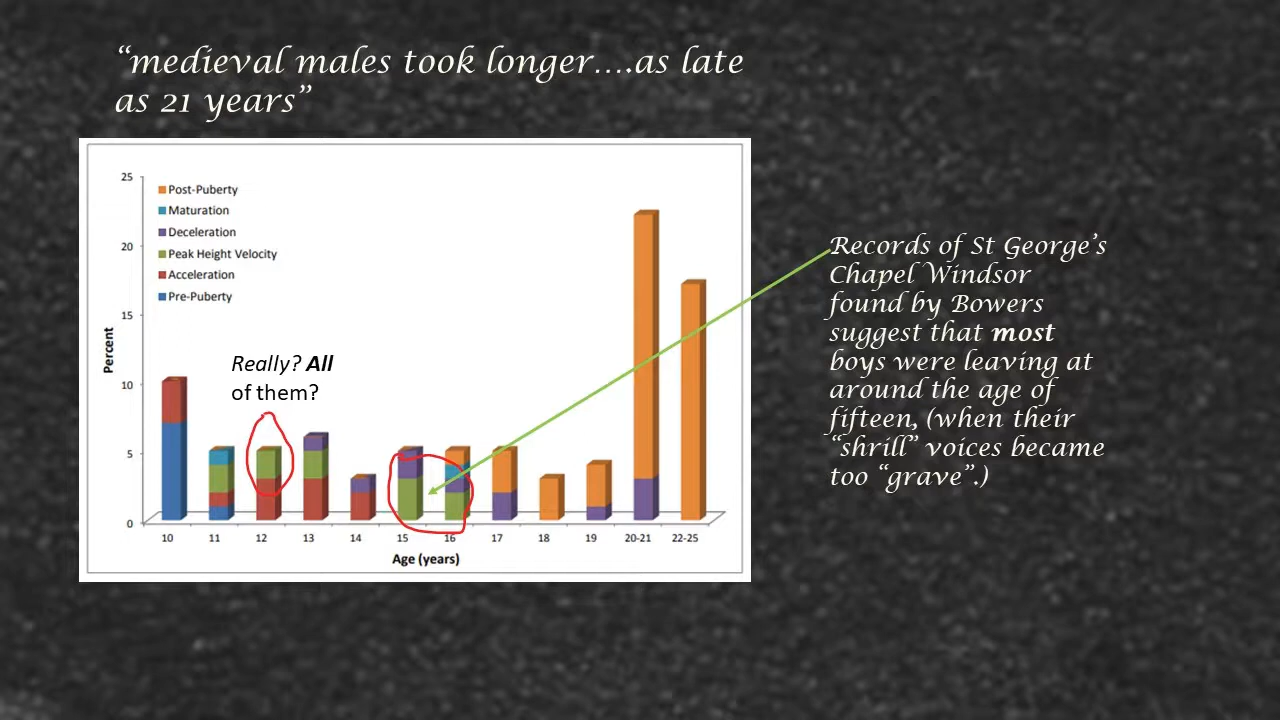 “medieval males took longer….as late
as 21 years”
25
20
15
10
5
0
Percent
Post-Puberty
Maturation
Deceleration
Peak Height Velocity
Acceleration
Pre-Puberty
Really? All
of them?
10 11 12 13 14 15 16 17 18 19 20-21 22-25
Age (years)
Records of St George’s
Chapel Windsor
found by Bowers
suggest that most
boys were leaving at
around the age of
fifteen, (when their
“shrill” voices became
too “grave”.)